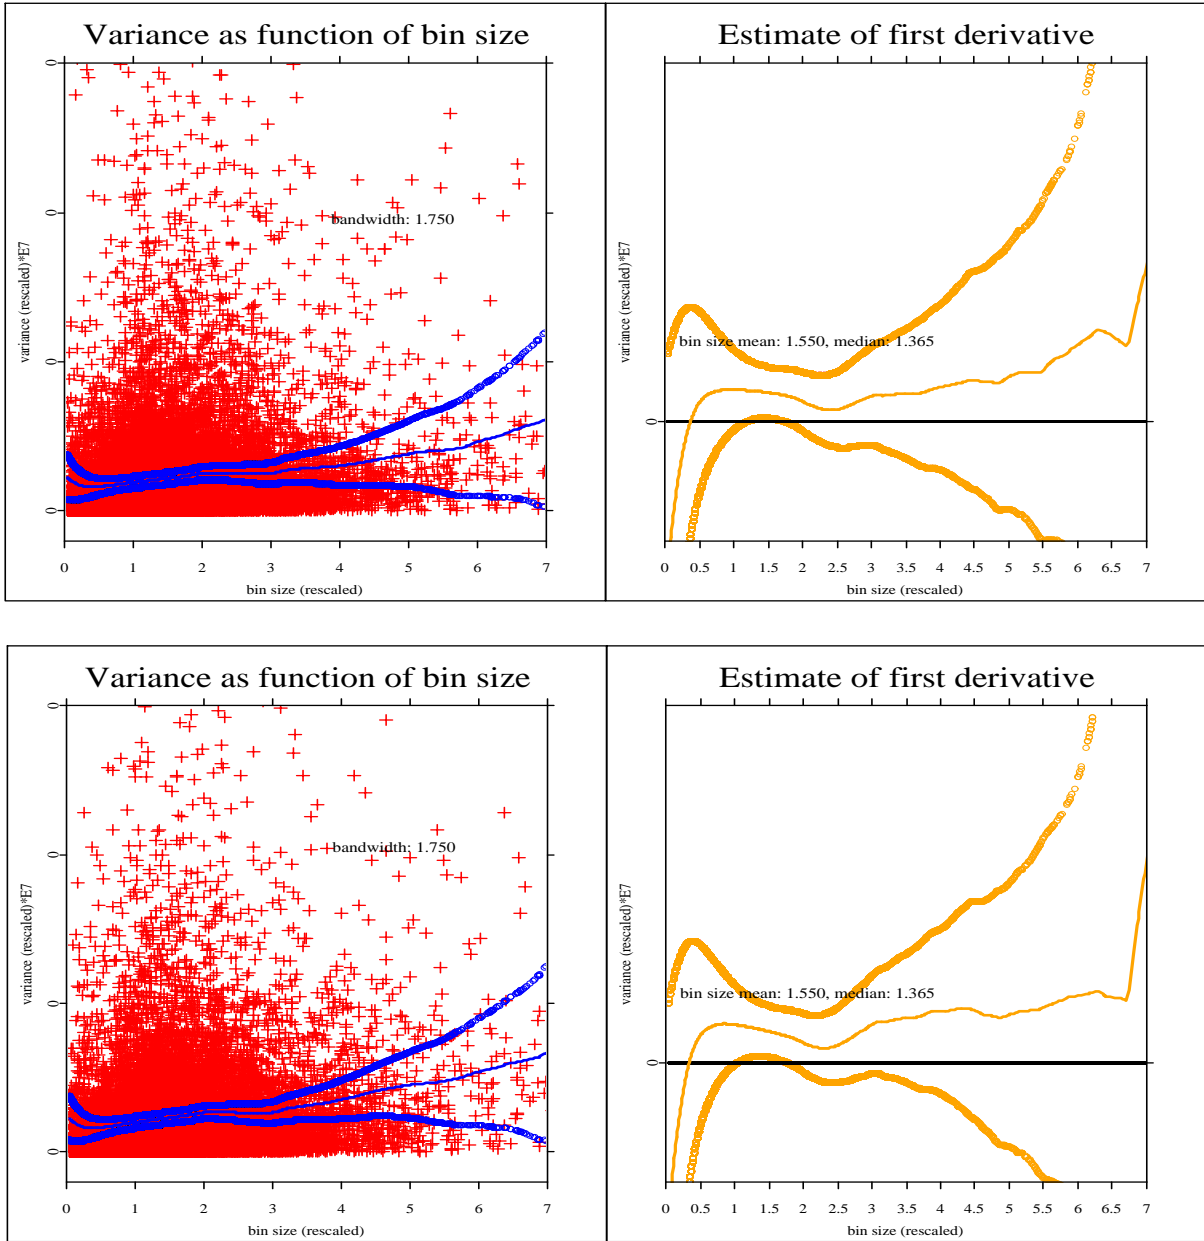 Variance as function of bin size
Estimate of first derivative
0
0
0
0
variance (rescaled)*E7
bandwidth: 1.750
0 1 2 3 4 5 6 7
bin size (rescaled)
0
variance (rescaled)*E7
bin size mean: 1.550, median: 1.365
0 0.5 1 1.5 2 2.5 3 3.5 4 4.5 5 5.5 6 6.5 7
bin size (rescaled)
Variance as function of bin size
Estimate of first derivative
0
0
0
0
variance (rescaled)*E7
bandwidth: 1.750
0 1 2 3 4 5 6 7
bin size (rescaled)
0
variance (rescaled)*E7
bin size mean: 1.550, median: 1.365
0 0.5 1 1.5 2 2.5 3 3.5 4 4.5 5 5.5 6 6.5 7
bin size (rescaled)